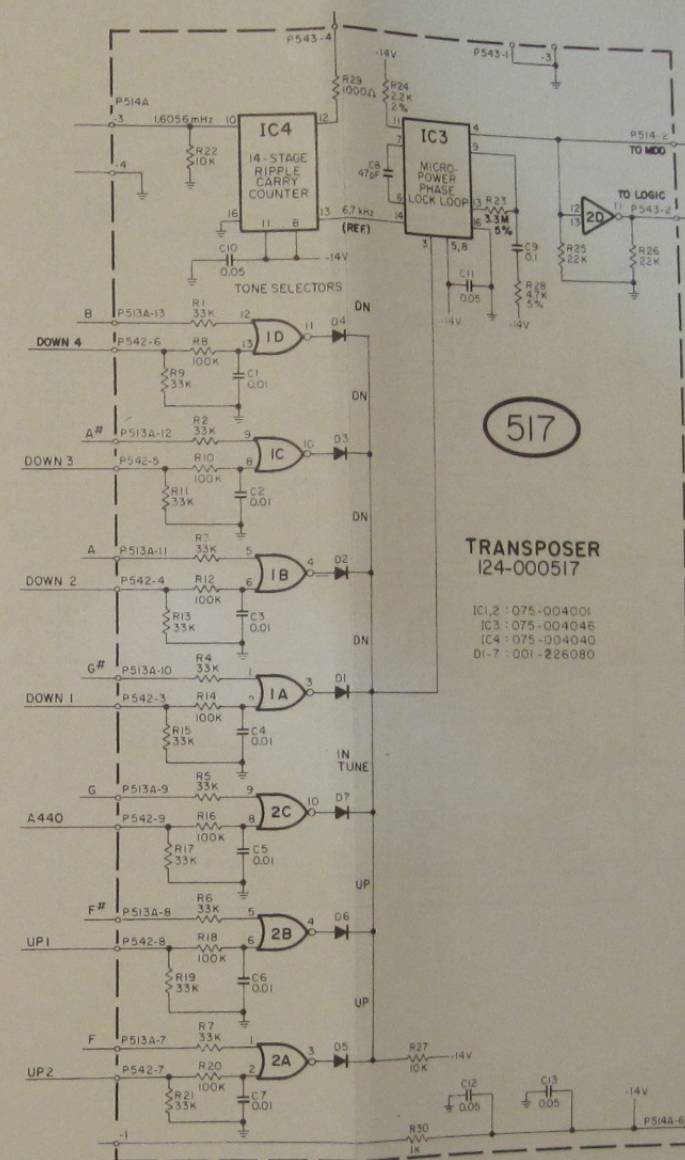 P543-4
P543-1
-3
-14V
R29
1000Ω
R24
2.2K
2%
P514A
-3
1.6056 mHz
10
12
IC4
14-STAGE
RIPPLE
CARRY
COUNTER
R22
10K
-4
16
11
8
13
6.7 kHz
(REF.)
C10
0.05
-14V
11
7
C8
47pF
6
14
IC3
MICRO-
POWER
PHASE
LOCK LOOP
4
9
13
R23
3.3M
5%
16
3
5,8
C11
0.05
-14V
C9
0.1
R28
4.7K
5%
-14V
P514-2
TO MDD
TO LOGIC
12
13
2D
11
P543-2
R25
22K
R26
22K
TONE SELECTORS
DN
B
P513A-13
R1
33K
12
1D
11
D4
DOWN 4
P542-6
R8
100K
13
R9
33K
C1
0.01
DN
A#
P513A-12
R2
33K
9
1C
10
D3
DOWN 3
P542-5
R10
100K
8
R11
33K
C2
0.01
DN
A
P513A-11
33K
5
1B
4
D2
DOWN 2
P542-4
R12
100K
6
R13
33K
C3
0.01
DN
G#
P513A-10
R4
33K
1
1A
3
D1
DOWN 1
P542-3
R14
100K
R15
33K
C4
0.01
IN
TUNE
G
P513A-9
R5
33K
9
2C
10
D7
A440
P542-9
R16
100K
8
R17
33K
C5
0.01
UP
F#
P513A-8
R6
33K
5
2B
4
D6
UP1
P542-8
R18
100K
6
R19
33K
C6
0.01
UP
F
P513A-7
R7
33K
1
2A
3
D5
UP2
P542-7
R20
100K
2
R21
33K
C7
0.01
R27
10K
-14V
517
TRANSPOSER
124-000517
IC1,2 : 075-004001
IC3 : 075-004046
IC4 : 075-004040
D1-7 : 001-226080
C12
0.05
C13
0.05
-14V
P514A-6
-1
R30
1K